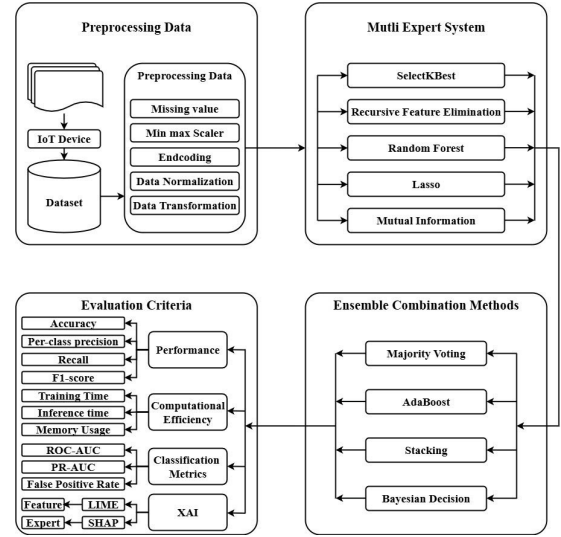 Preprocessing Data
IoT Device
Dataset
Preprocessing Data
Missing value
Min max Scaler
Endcoding
Data Normalization
Data Transformation
Mutli Expert System
SelectKBest
Recursive Feature Elimination
Random Forest
Lasso
Mutual Information
Evaluation Criteria
Accuracy
Per-class precision
Recall
F1-score
Performance
Training Time
Inference time
Memory Usage
Computational
Efficiency
ROC-AUC
PR-AUC
False Positive Rate
Classification
Metrics
Feature
LIME
Expert
SHAP
XAI
Ensemble Combination Methods
Majority Voting
AdaBoost
Stacking
Bayesian Decision